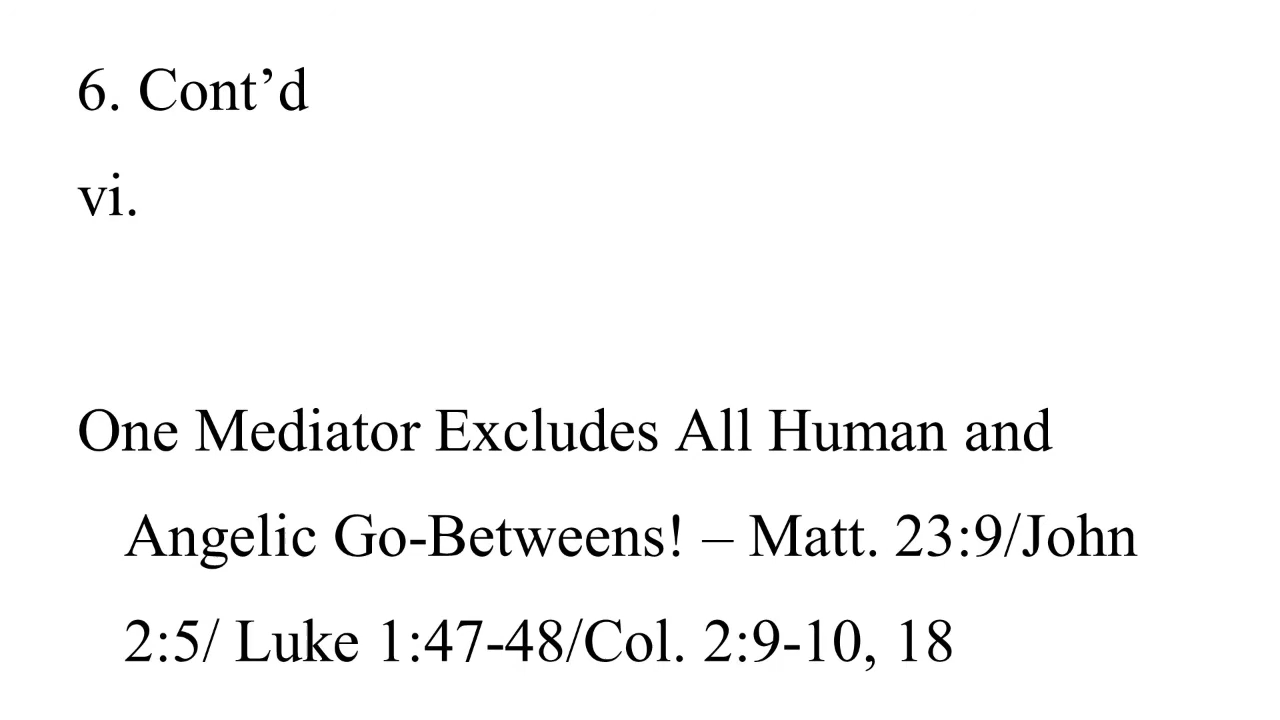 6. Cont’d
vi.
One Mediator Excludes All Human and
Angelic Go-Betweens! – Matt. 23:9/John
2:5/ Luke 1:47-48/Col. 2:9-10, 18